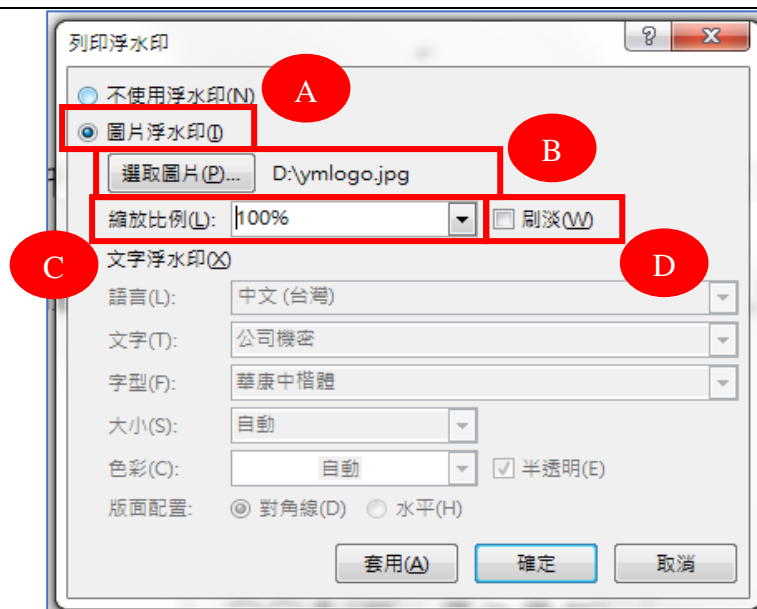 列印浮水印
不使用浮水印(N)
A
圖片浮水印(I)
B
選取圖片(P)... D:\ymlogo.jpg
縮放比例(L): 100% 刷淡(W)
C
D
文字浮水印(X)
語言(L): 中文 (台灣)
文字(T): 公司機密
字型(F): 華康中楷體
大小(S): 自動
色彩(C): 自動 半透明(E)
版面配置: 對角線(D) 水平(H)
套用(A) 確定 取消